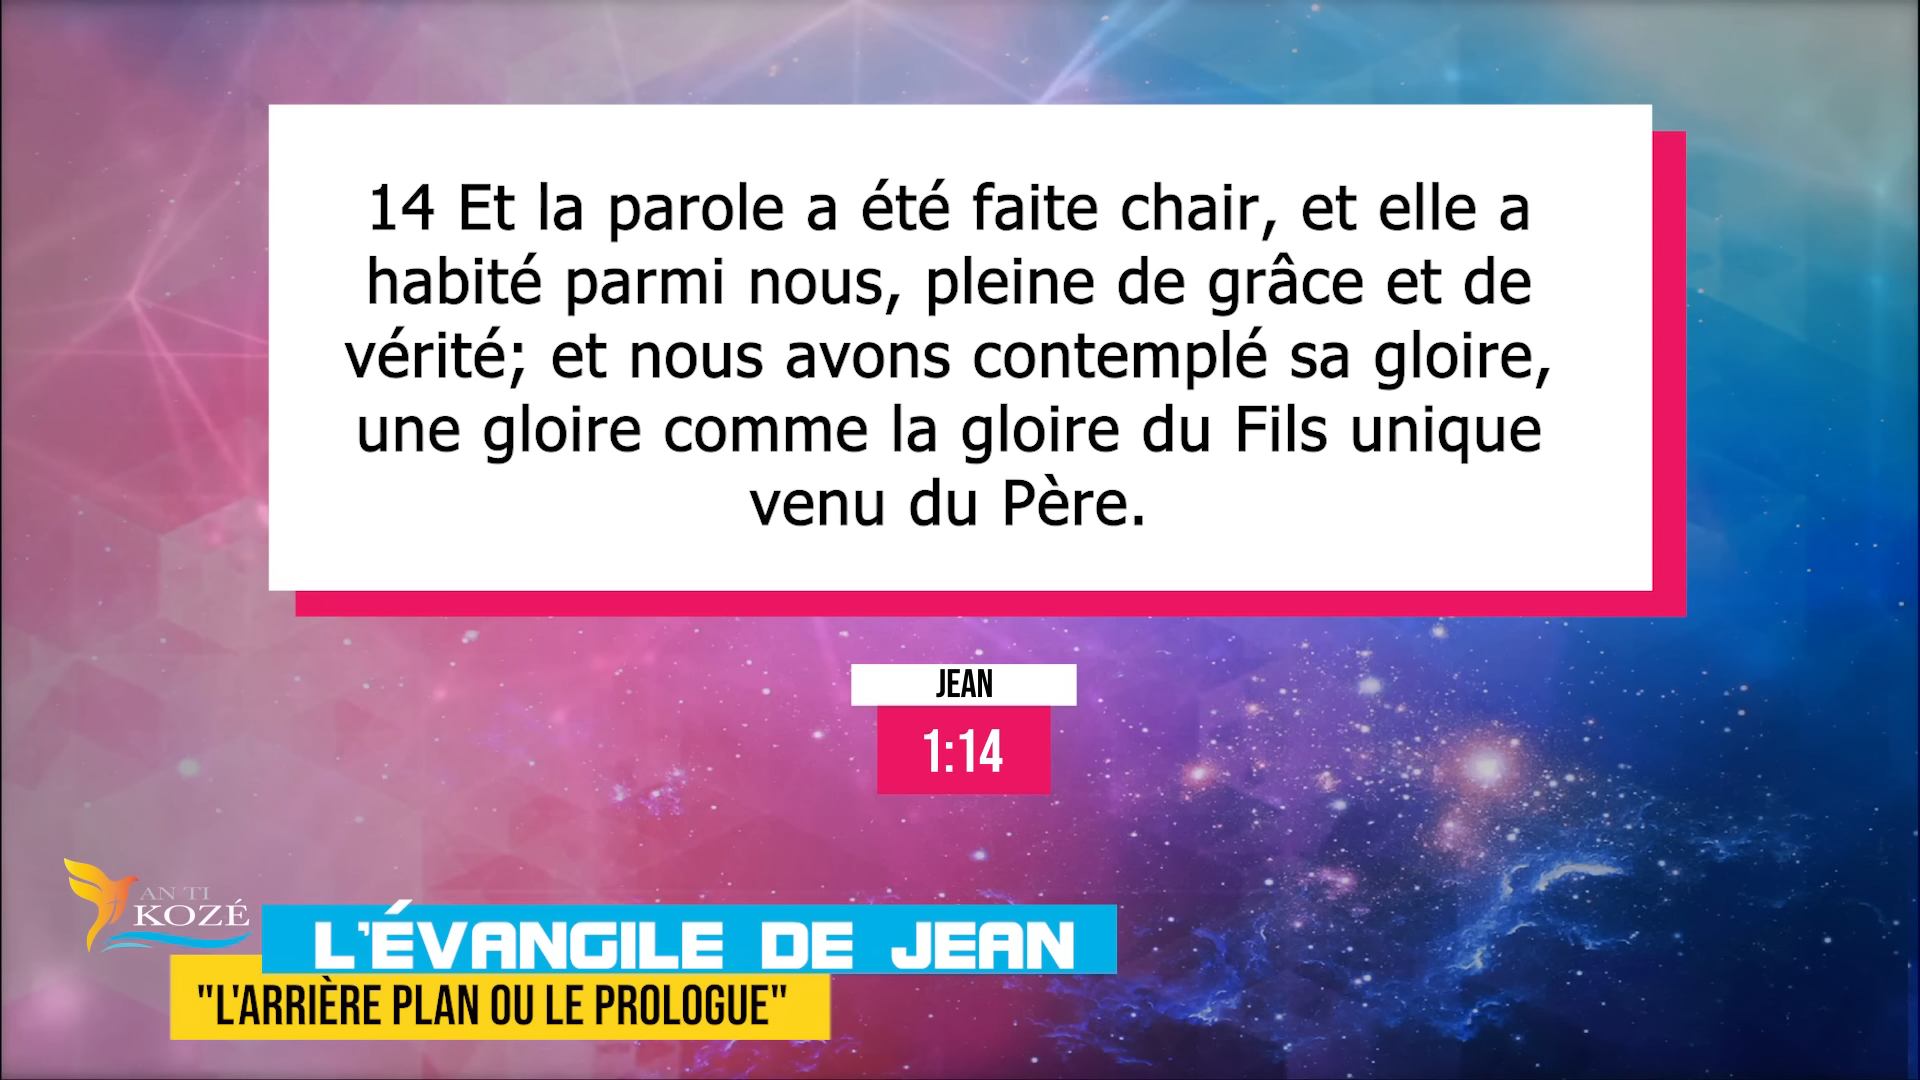 14 Et la parole a été faite chair, et elle a
habité parmi nous, pleine de grâce et de
vérité; et nous avons contemplé sa gloire,
une gloire comme la gloire du Fils unique
venu du Père.
JEAN
1:14
AN TI
KOZÉ
L'ÉVANGILE DE JEAN
"L'ARRIÈRE PLAN OU LE PROLOGUE"